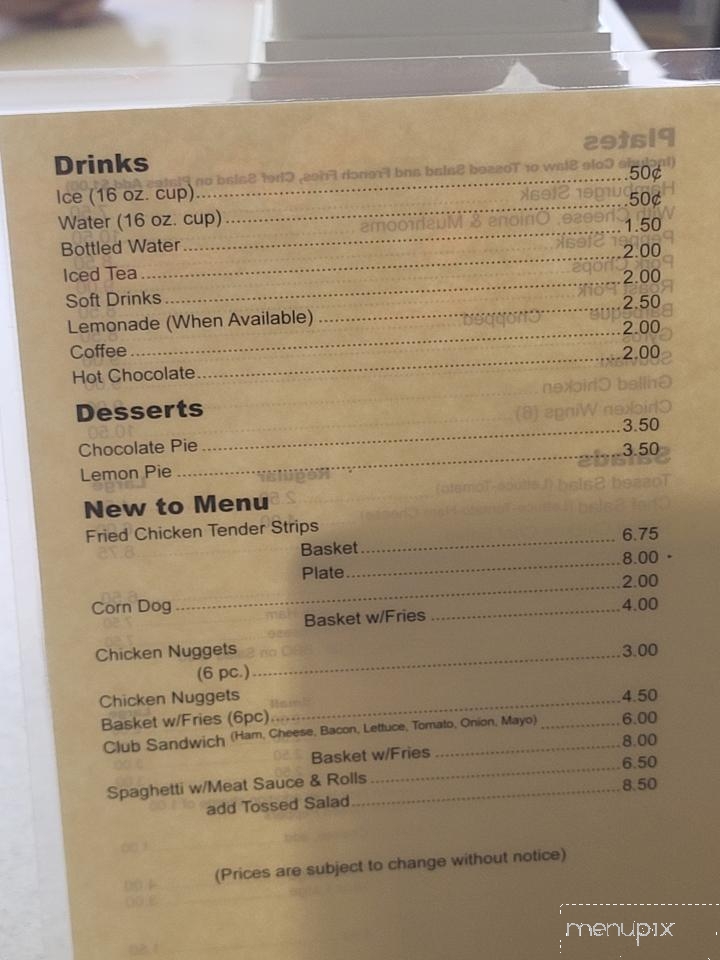 Drinks
Ice (16 oz. cup) 50¢
Water (16 oz. cup) 50¢
Bottled Water 1.50
Iced Tea 2.00
Soft Drinks 2.00
Lemonade (When Available) 2.50
Coffee 2.00
Hot Chocolate 2.00
Desserts
Chocolate Pie 3.50
Lemon Pie 3.50
New to Menu
Fried Chicken Tender Strips
Basket 6.75
Plate 8.00
Corn Dog 2.00
Basket w/Fries 4.00
Chicken Nuggets
(6 pc.) 3.00
Chicken Nuggets
Basket w/Fries (6pc) 4.50
Club Sandwich (Ham, Cheese, Bacon, Lettuce, Tomato, Onion, Mayo) 6.00
Basket w/Fries 8.00
Spaghetti w/Meat Sauce & Rolls 6.50
add Tossed Salad 8.50
(Prices are subject to change without notice)
menupix